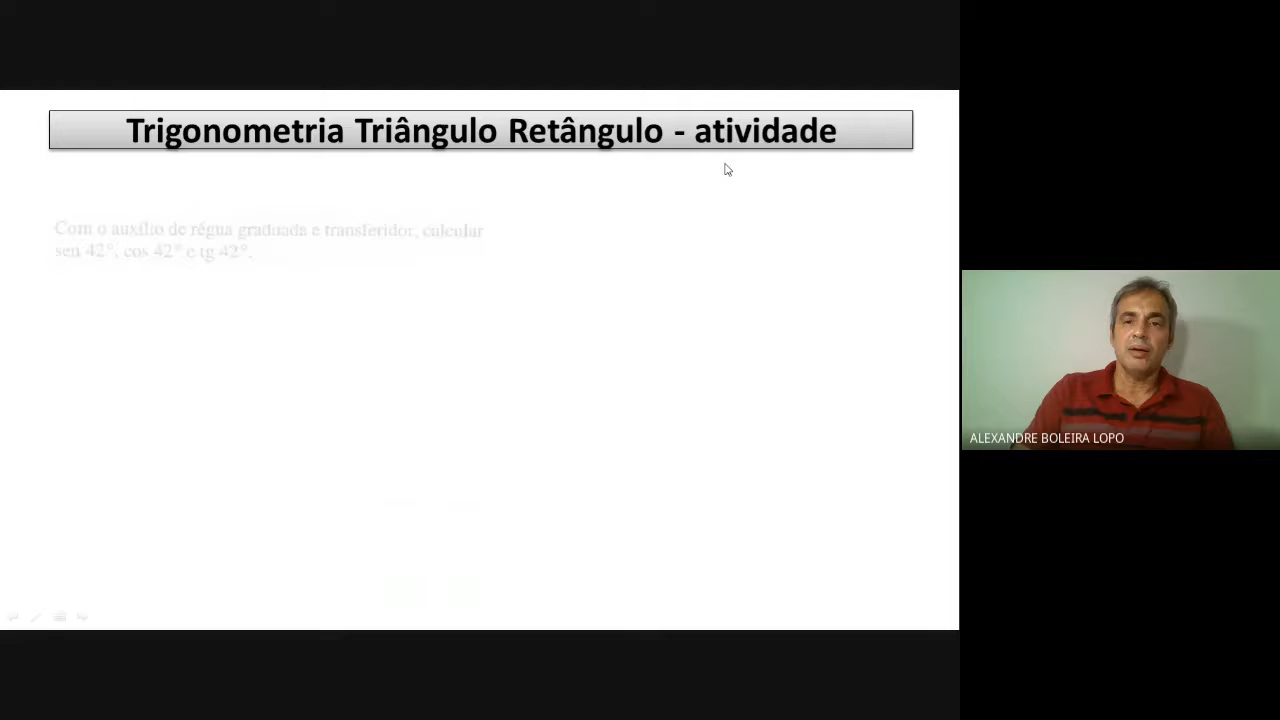 Trigonometria Triângulo Retângulo - atividade
Com o auxílio de régua graduada e transferidor, calcular
sen 42°, cos 42° e tg 42°.
ALEXANDRE BOLEIRA LOPO